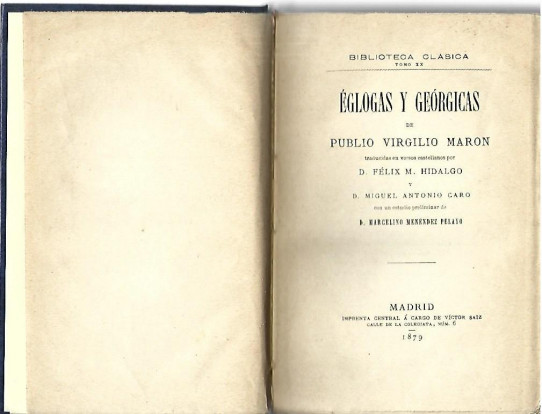 BIBLIOTECA CLÁSICA
TOMO XX
ÉGLOGAS Y GEÓRGICAS
DE
PUBLIO VIRGILIO MARON
traducidas en versos castellanos por
D. FÉLIX M. HIDALGO
Y
D. MIGUEL ANTONIO CARO
con un estudio preliminar de
D. MARCELINO MENÉNDEZ PELAYO
MADRID
IMPRENTA CENTRAL Á CARGO DE VÍCTOR SAIZ
CALLE DE LA COLEGIATA, NÚM. 6
1879